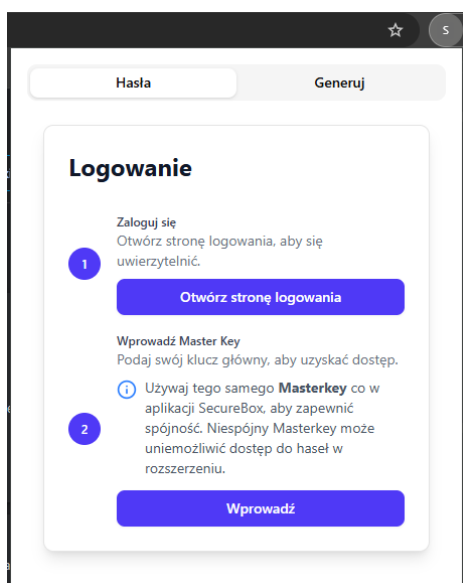 S
Hasła Generuj
Logowanie
Zaloguj się
Otwórz stronę logowania, aby się
1
uwierzytelnić.
Otwórz stronę logowania
Wprowadź Master Key
Podaj swój klucz główny, aby uzyskać dostęp.
Używaj tego samego Masterkey co w
aplikacji SecureBox, aby zapewnić
2
spójność. Niespójny Masterkey może
uniemożliwić dostęp do haseł w
rozszerzeniu.
Wprowadź